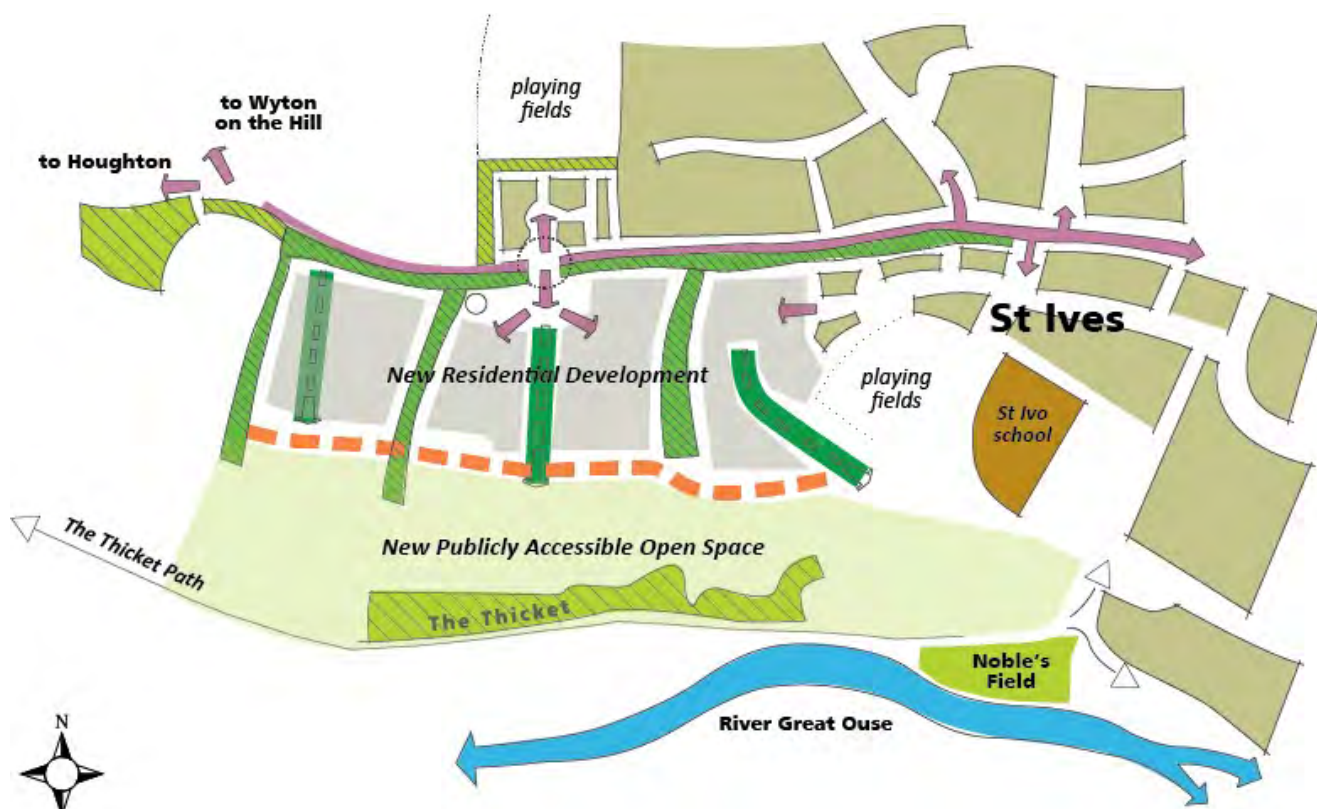 playing
fields
to Wyton
on the Hill
to Houghton
St Ives
New Residential Development
playing
fields
St Ivo
school
The Thicket Path
New Publicly Accessible Open Space
The Thicket
Noble's
Field
River Great Ouse
N